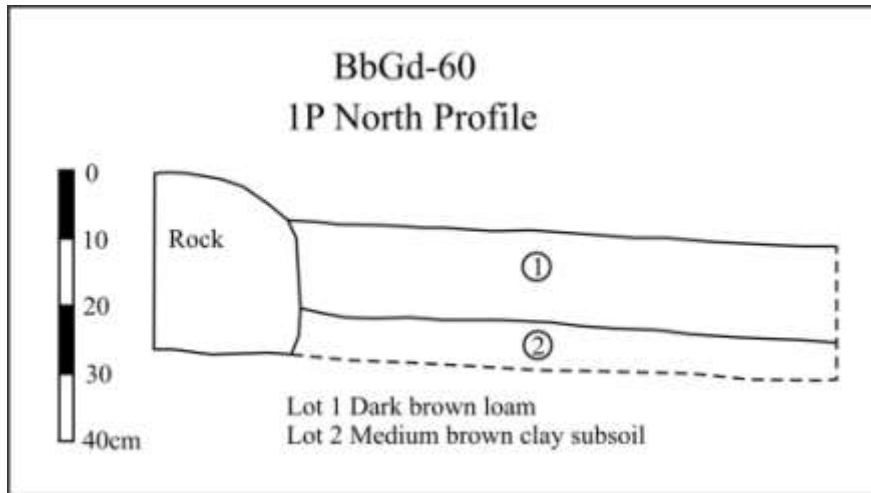 BbGd-60
1P North Profile
0
10
20
30
40cm
Rock
1
2
Lot 1 Dark brown loam
Lot 2 Medium brown clay subsoil